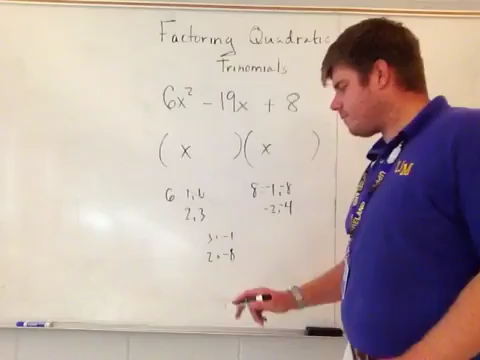 Factoring Quadratic
Trinomials
6x² - 19x + 8
( x )( x )
6 1,6 8 -1,-8
2,3 -2,-4
3 · -1
2 · -8
UM